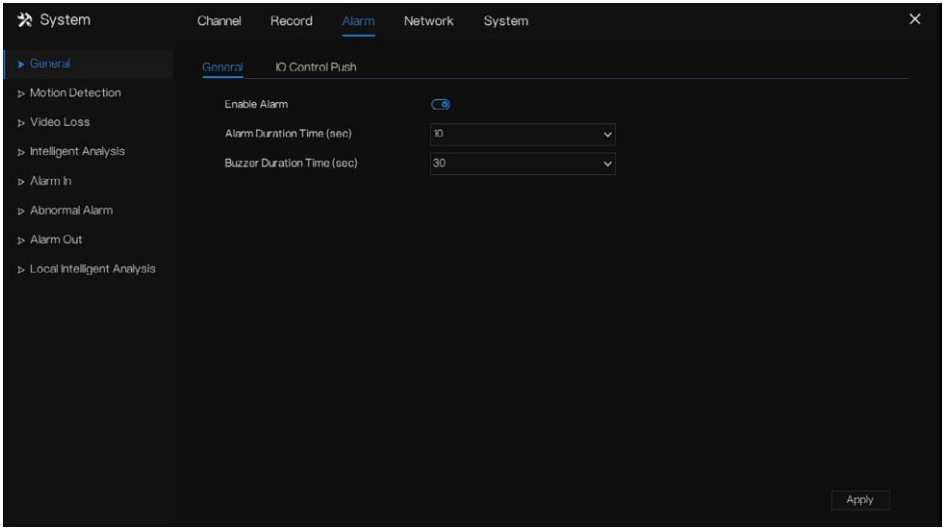 System
Channel Record Alarm Network System
General
Motion Detection
Video Loss
Intelligent Analysis
Alarm In
Abnormal Alarm
Alarm Out
Local Intelligent Analysis
General IO Control Push
Enable Alarm
Alarm Duration Time (sec) 10
Buzzer Duration Time (sec) 30
Apply